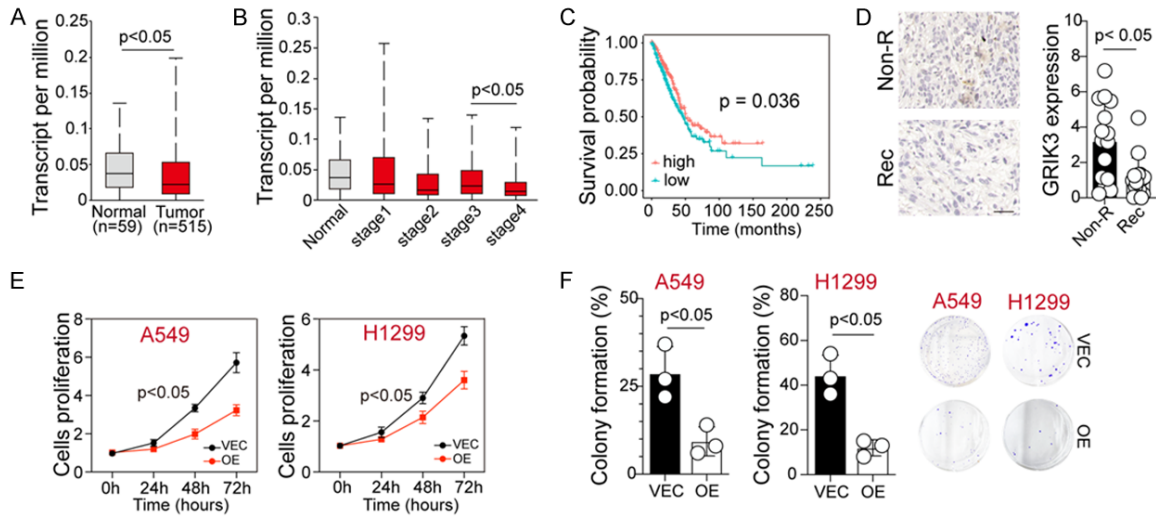 A
Transcript per million
0.25
0.2
0.15
0.1
0.05
0
p<0.05
Normal
(n=59)
Tumor
(n=515)
B
Transcript per million
0.3
0.25
0.2
0.15
0.1
0.05
0
p<0.05
Normal
stage1
stage2
stage3
stage4
C
Survival probability
1.00
0.75
0.50
0.25
0.00
p = 0.036
high
low
0 50 100 150 200 250
Time (months)
D
Non-R
Rec
GRIK3 expression
10
8
6
4
2
0
p< 0.05
Non-R
Rec
E
Cells proliferation
8
6
4
2
0
A549
p<0.05
VEC
OE
0h 24h 48h 72h
Time (hours)
Cells proliferation
6
4
2
0
H1299
p<0.05
VEC
OE
0h 24h 48h 72h
Time (hours)
F
A549
Colony formation (%)
50
25
0
p<0.05
VEC OE
H1299
Colony formation (%)
80
60
40
20
0
p<0.05
VEC OE
A549 H1299
VEC
OE